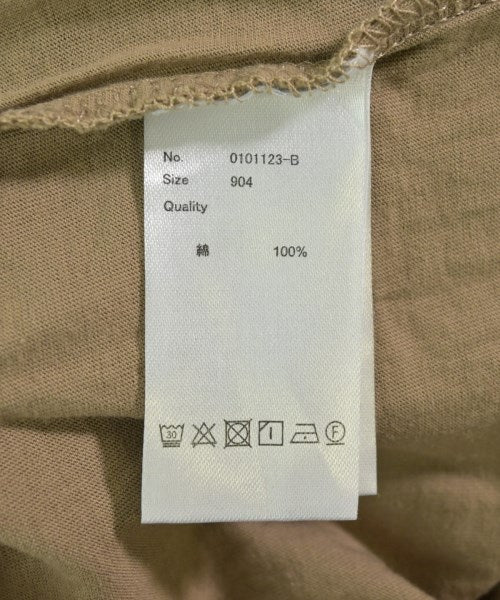 No. 0101123-B
Size 904
Quality
綿 100%
30
F